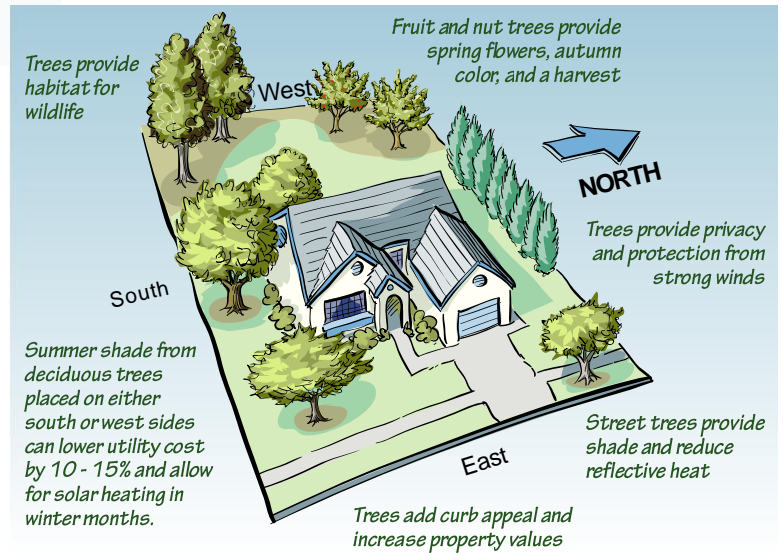 Fruit and nut trees provide
spring flowers, autumn
color, and a harvest
Trees provide
habitat for
wildlife
West
NORTH
Trees provide privacy
and protection from
strong winds
South
Summer shade from
deciduous trees
placed on either
south or west sides
can lower utility cost
by 10 - 15% and allow
for solar heating in
winter months.
Street trees provide
shade and reduce
reflective heat
East
Trees add curb appeal and
increase property values